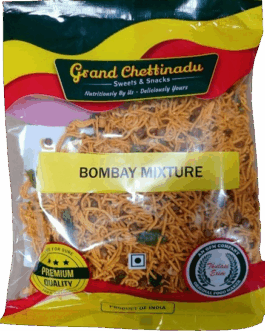 Grand Chettinadu
Sweets & Snacks
Nutritiously By Us - Deliciously Yours
BOMBAY MIXTURE
PREMIUM
QUALITY
PRODUCT OF INDIA